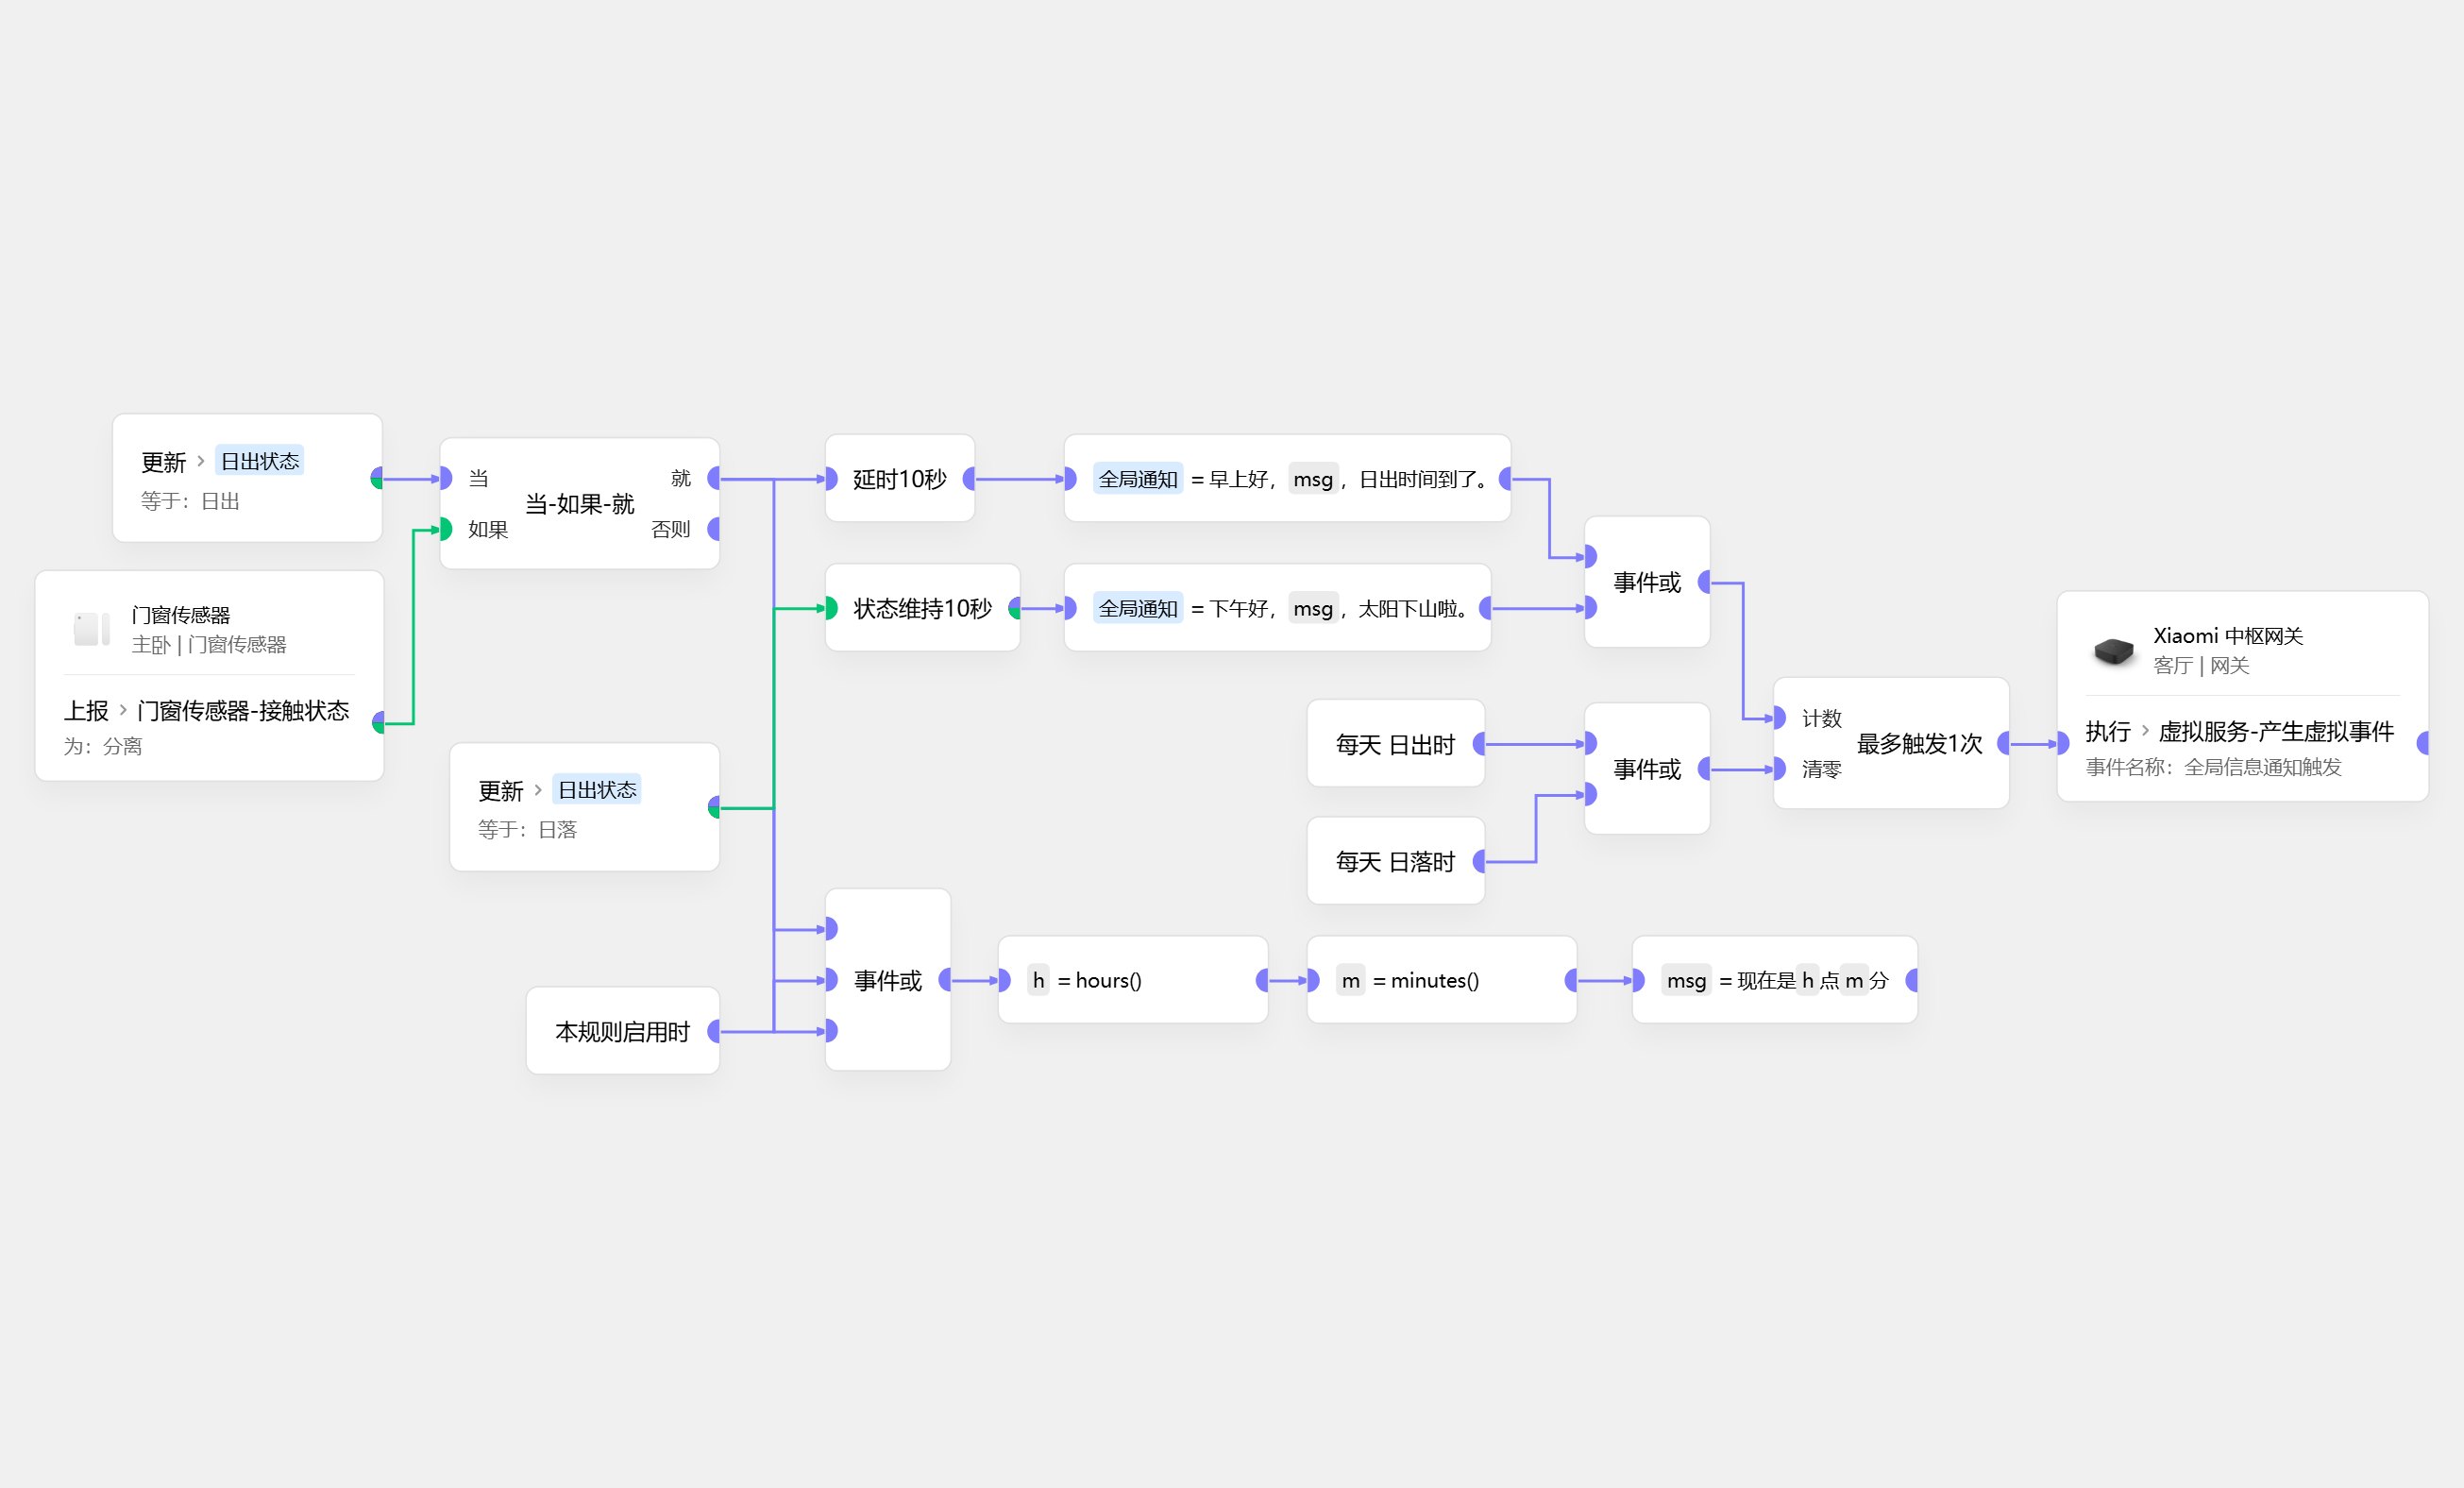 更新 › 日出状态
等于：日出
门窗传感器
主卧 | 门窗传感器
上报 › 门窗传感器-接触状态
为：分离
当
如果
当-如果-就
就
否则
更新 › 日出状态
等于：日落
本规则启用时
延时10秒
全局通知 = 早上好， msg ，日出时间到了。
状态维持10秒
全局通知 = 下午好， msg ，太阳下山啦。
事件或
每天 日出时
每天 日落时
事件或
计数
清零
最多触发1次
Xiaomi 中枢网关
客厅 | 网关
执行 › 虚拟服务-产生虚拟事件
事件名称：全局信息通知触发
事件或
h = hours()
m = minutes()
msg = 现在是 h 点 m 分